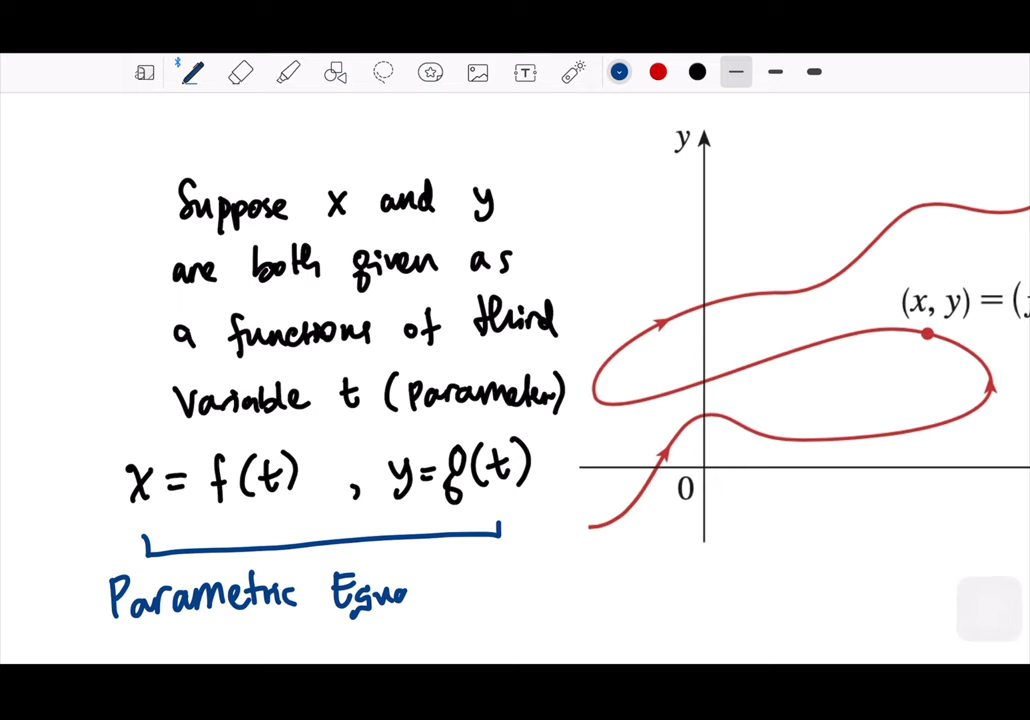 Suppose x and y
are both given as
a functions of third
variable t (parameter)
x = f(t) , y = g(t)
Parametric Equa
y
(x, y) = (
0